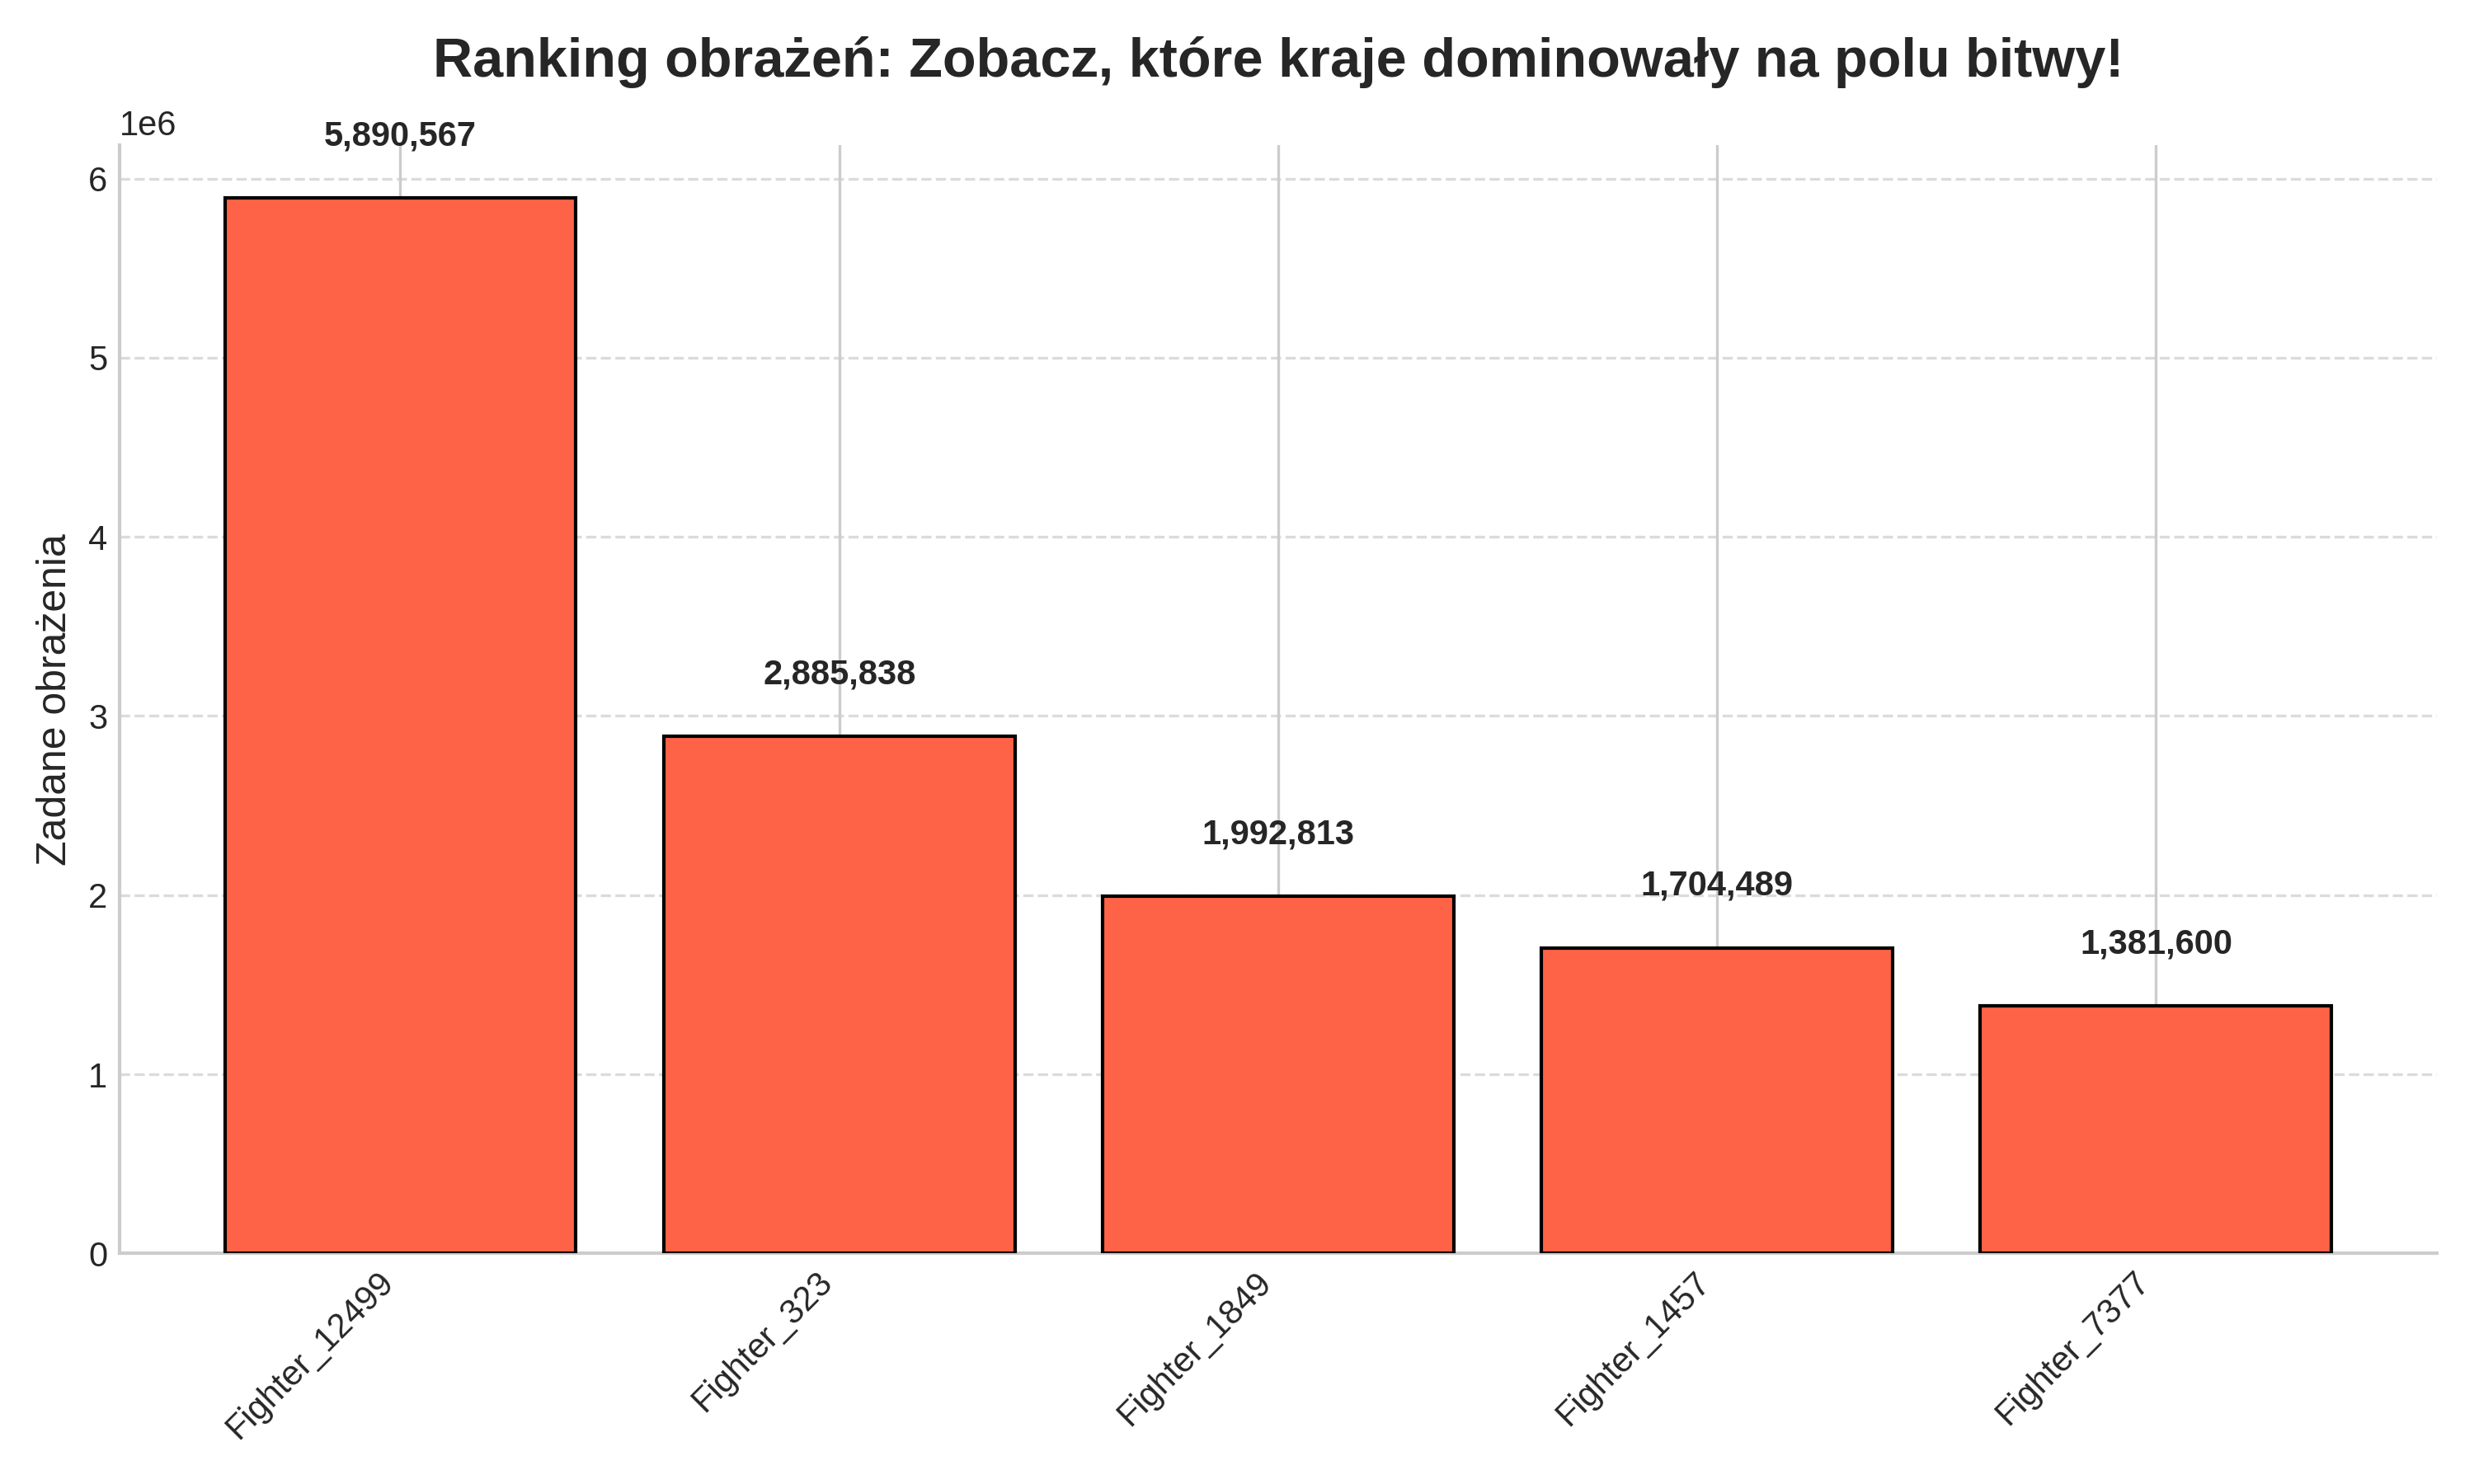 Ranking obrażeń: Zobacz, które kraje dominowały na polu bitwy!
1e6
Zadane obrażenia
6
5
4
3
2
1
0
5,890,567
2,885,838
1,992,813
1,704,489
1,381,600
Fighter_12499
Fighter_323
Fighter_1849
Fighter_1457
Fighter_7377